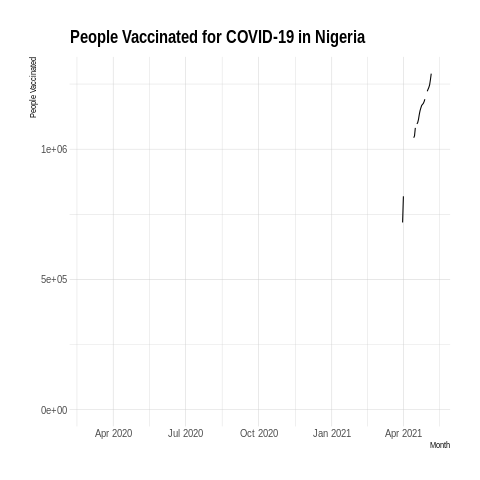 People Vaccinated for COVID-19 in Nigeria
People Vaccinated
1e+06
5e+05
0e+00
Apr 2020 Jul 2020 Oct 2020 Jan 2021 Apr 2021
Month